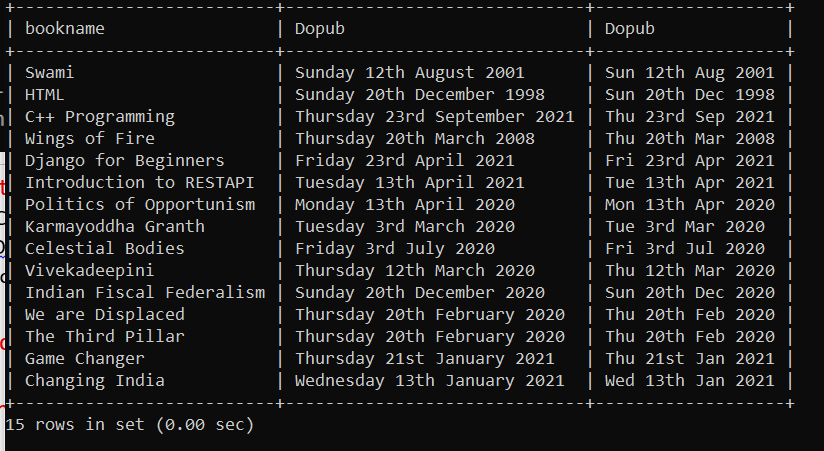 +--------------------------+------------------------------+-------------------+
| bookname                 | Dopub                        | Dopub             |
+--------------------------+------------------------------+-------------------+
| Swami                    | Sunday 12th August 2001      | Sun 12th Aug 2001 |
| HTML                     | Sunday 20th December 1998    | Sun 20th Dec 1998 |
| C++ Programming          | Thursday 23rd September 2021 | Thu 23rd Sep 2021 |
| Wings of Fire            | Thursday 20th March 2008     | Thu 20th Mar 2008 |
| Django for Beginners     | Friday 23rd April 2021       | Fri 23rd Apr 2021 |
| Introduction to RESTAPI  | Tuesday 13th April 2021      | Tue 13th Apr 2021 |
| Politics of Opportunism  | Monday 13th April 2020       | Mon 13th Apr 2020 |
| Karmayoddha Granth       | Tuesday 3rd March 2020       | Tue 3rd Mar 2020  |
| Celestial Bodies         | Friday 3rd July 2020         | Fri 3rd Jul 2020  |
| Vivekadeepini            | Thursday 12th March 2020     | Thu 12th Mar 2020 |
| Indian Fiscal Federalism | Sunday 20th December 2020    | Sun 20th Dec 2020 |
| We are Displaced         | Thursday 20th February 2020  | Thu 20th Feb 2020 |
| The Third Pillar         | Thursday 20th February 2020  | Thu 20th Feb 2020 |
| Game Changer             | Thursday 21st January 2021   | Thu 21st Jan 2021 |
| Changing India           | Wednesday 13th January 2021  | Wed 13th Jan 2021 |
+--------------------------+------------------------------+-------------------+
15 rows in set (0.00 sec)